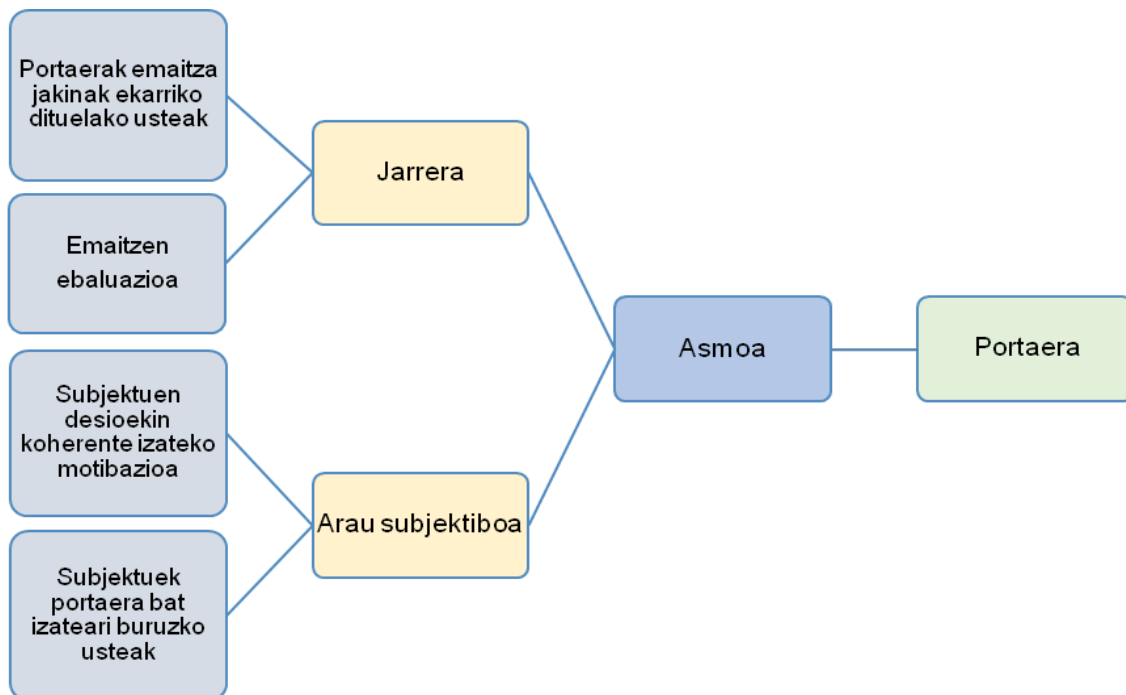 Portaerak emaitza
jakinak ekarriko
dituelako usteak
Emaitzen
ebaluazioa
Subjektuen
desioekin
koherente izateko
motibazioa
Subjektuek
portaera bat
izateari buruzko
usteak
Jarrera
Arau subjektiboa
Asmoa
Portaera